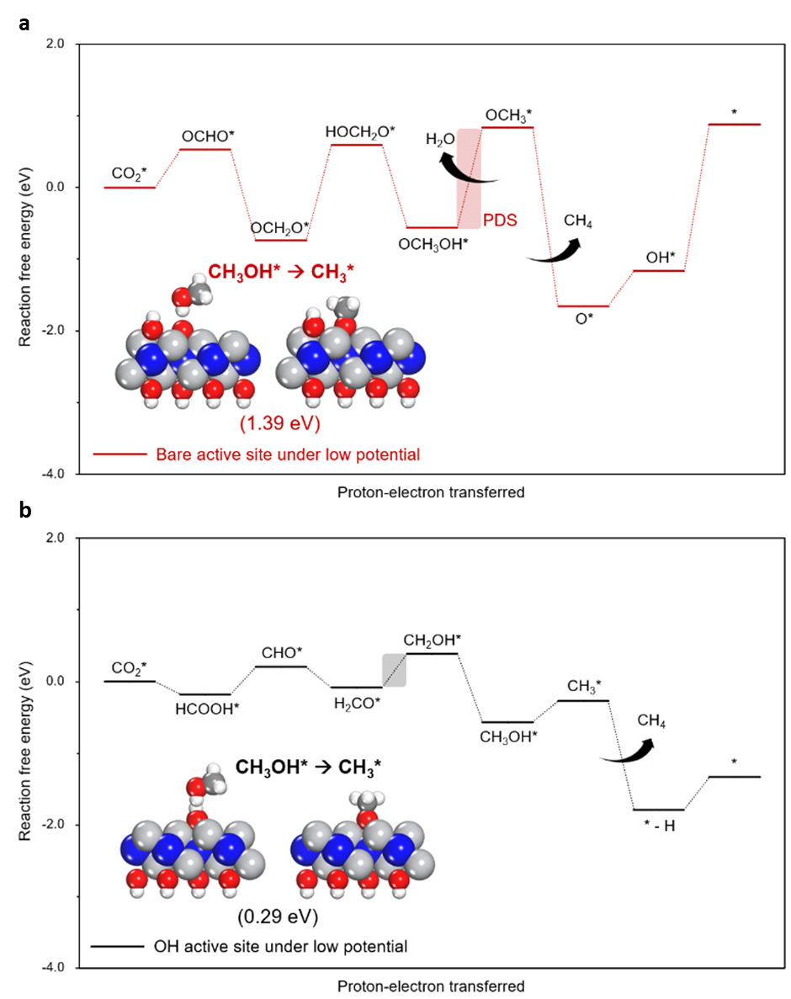 a
2.0
0.0
-2.0
-4.0
Reaction free energy (eV)
CO₂*
OCHO*
OCH₂O*
HOCH₂O*
OCH₃OH*
H₂O
OCH₃*
PDS
CH₄
O*
OH*
*
CH₃OH* → CH₃*
(1.39 eV)
Bare active site under low potential
Proton-electron transferred
b
2.0
0.0
-2.0
-4.0
Reaction free energy (eV)
CO₂*
HCOOH*
CHO*
H₂CO*
CH₂OH*
CH₃OH*
CH₃*
CH₄
* - H
*
CH₃OH* → CH₃*
(0.29 eV)
OH active site under low potential
Proton-electron transferred